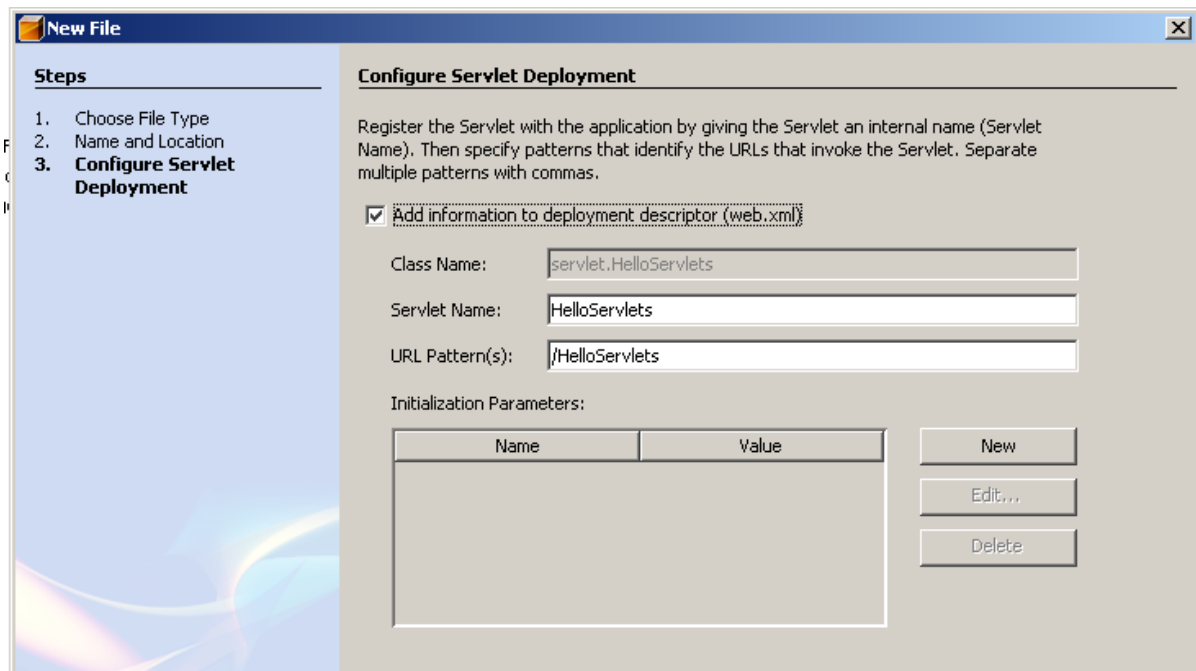 New File
Steps
1. Choose File Type
2. Name and Location
3. Configure Servlet
Deployment
Configure Servlet Deployment
Register the Servlet with the application by giving the Servlet an internal name (Servlet
Name). Then specify patterns that identify the URLs that invoke the Servlet. Separate
multiple patterns with commas.
Add information to deployment descriptor (web.xml)
Class Name: servlet.HelloServlets
Servlet Name: HelloServlets
URL Pattern(s): /HelloServlets
Initialization Parameters:
Name Value
New
Edit...
Delete